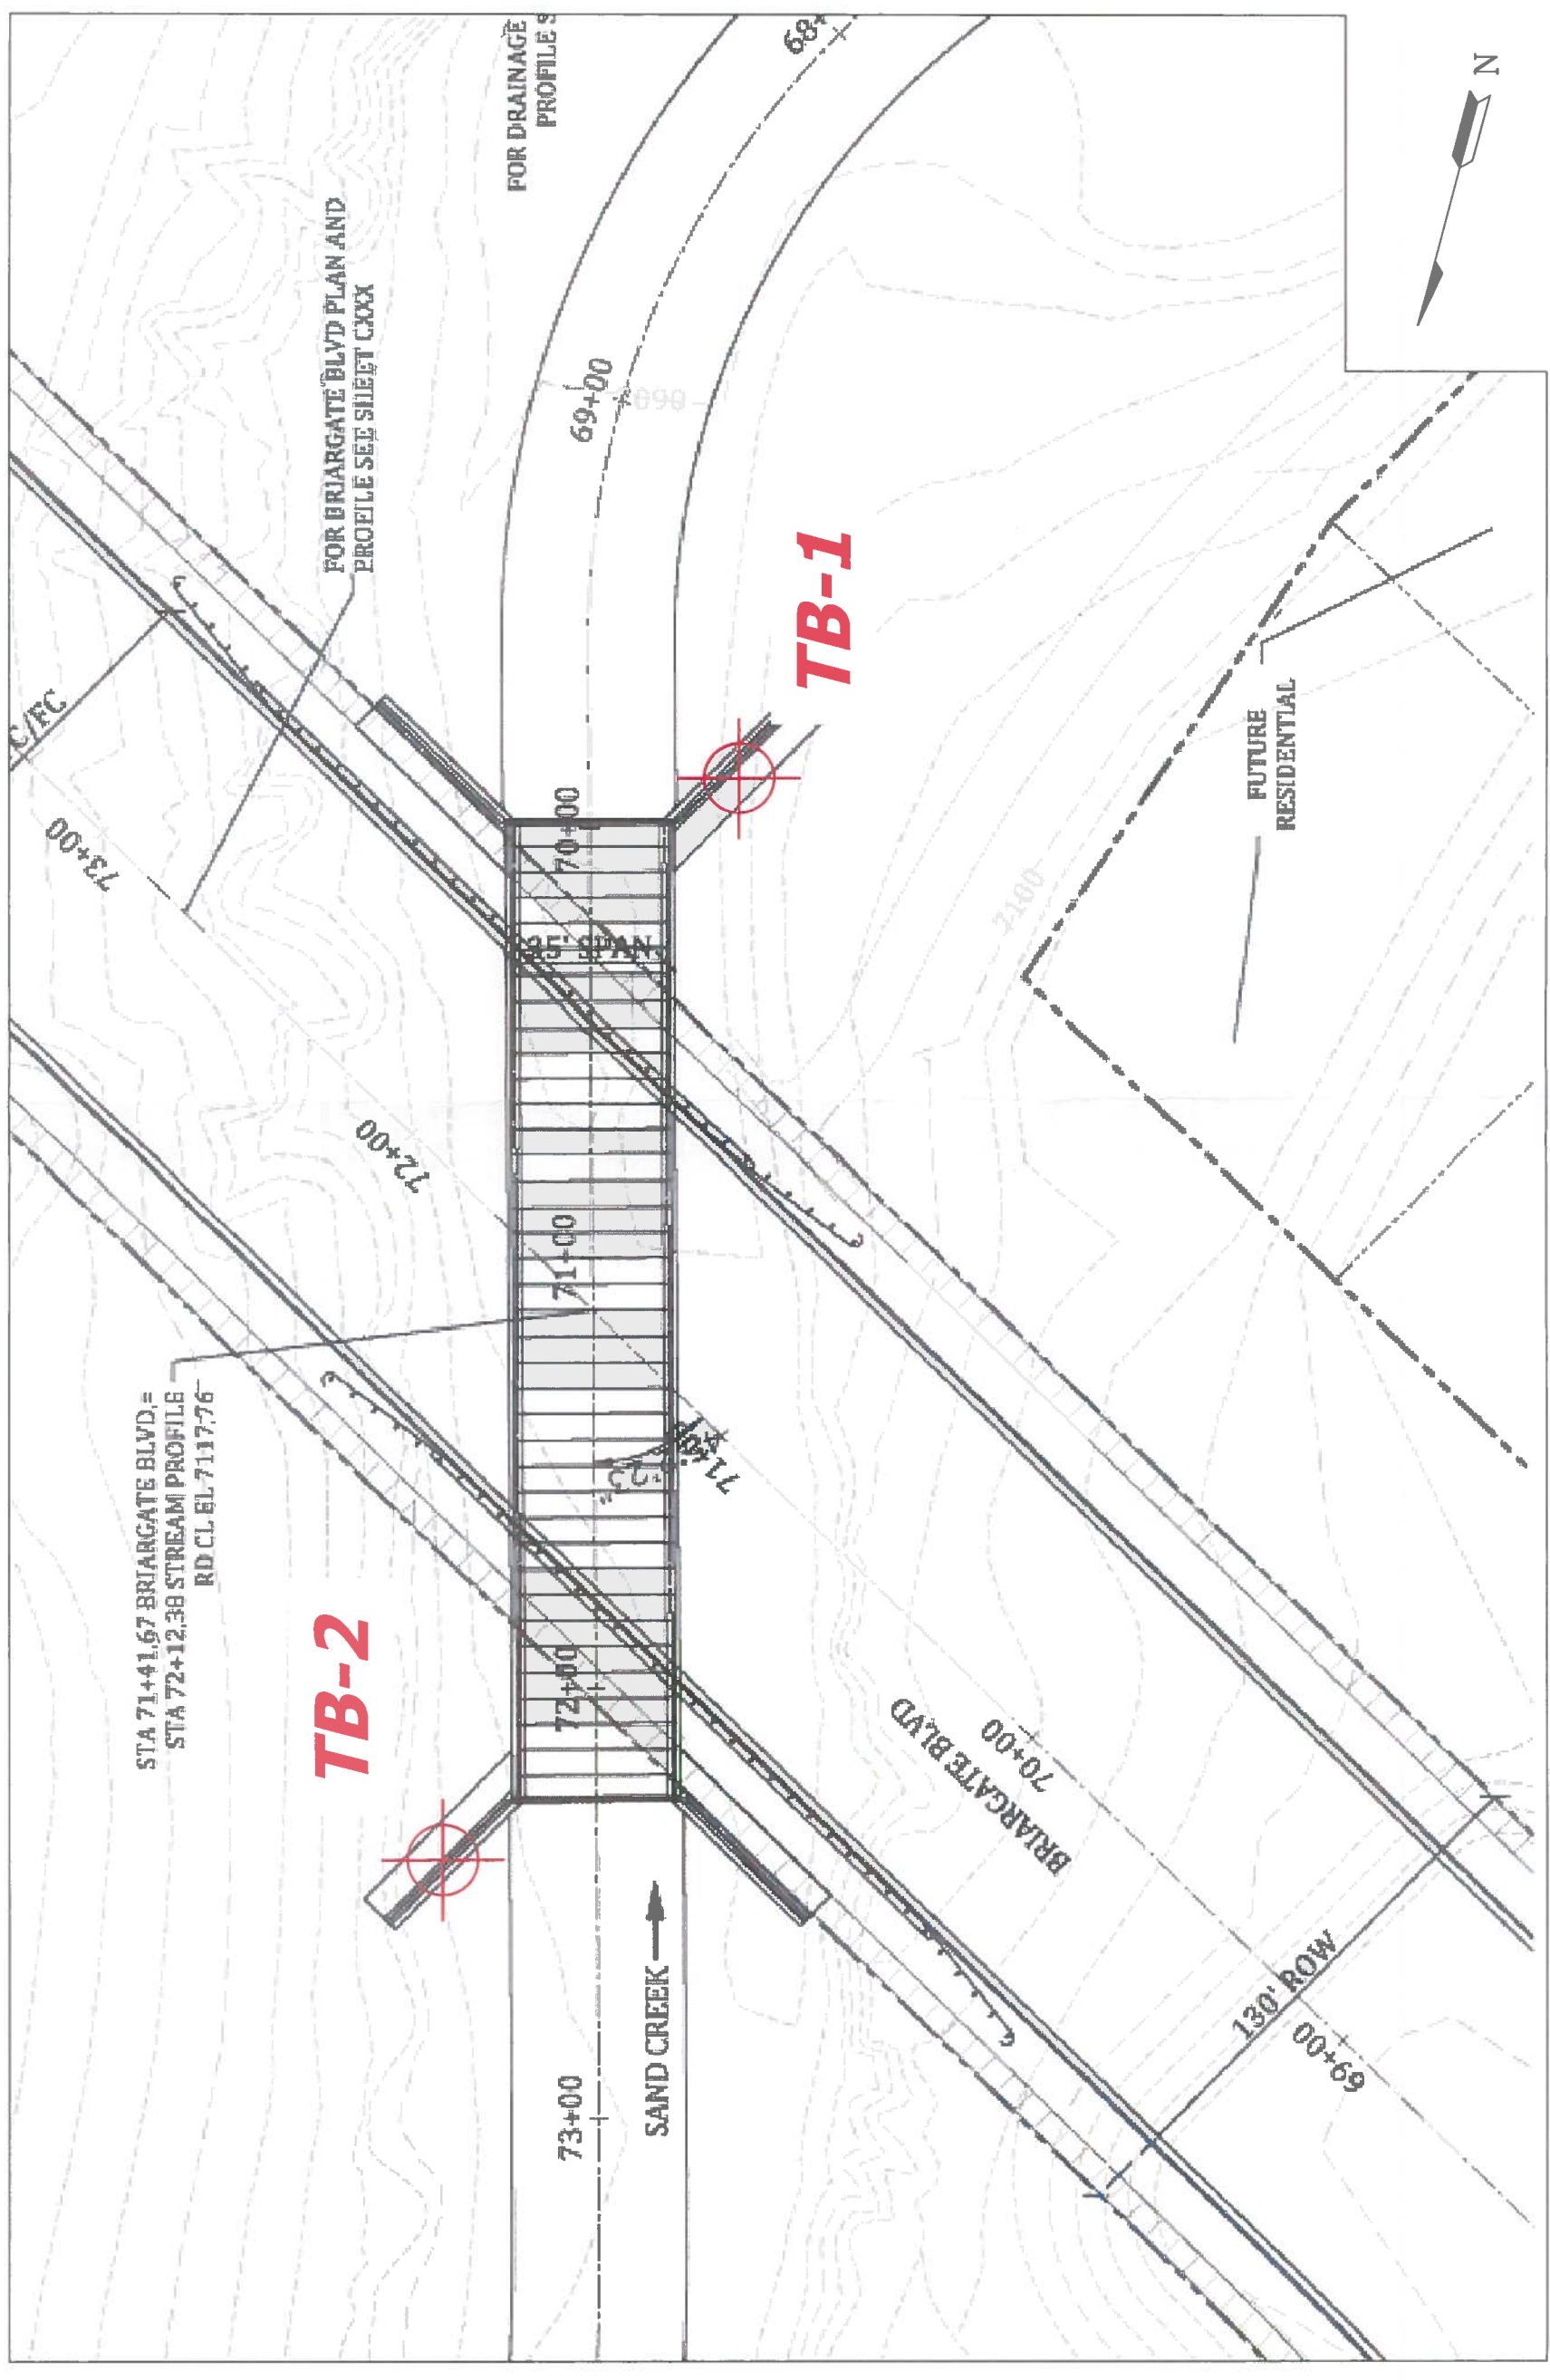 FOR DRAINAGE
PROFILE S
68+
N
FOR BRIARGATE BLVD PLAN AND
PROFILE SEE SHEET CXXX
69+00
7090
TB-1
C/FC
FUTURE
RESIDENTIAL
73+00
70+00
7100
SPAN
72+00
71+00
STA 71+41.67 BRIARGATE BLVD.=
STA 72+12.38 STREAM PROFILE
RD CL EL 7117.76
TB-2
72+00
BRIARGATE BLVD
70+00
SAND CREEK
130' ROW
69+00
73+00